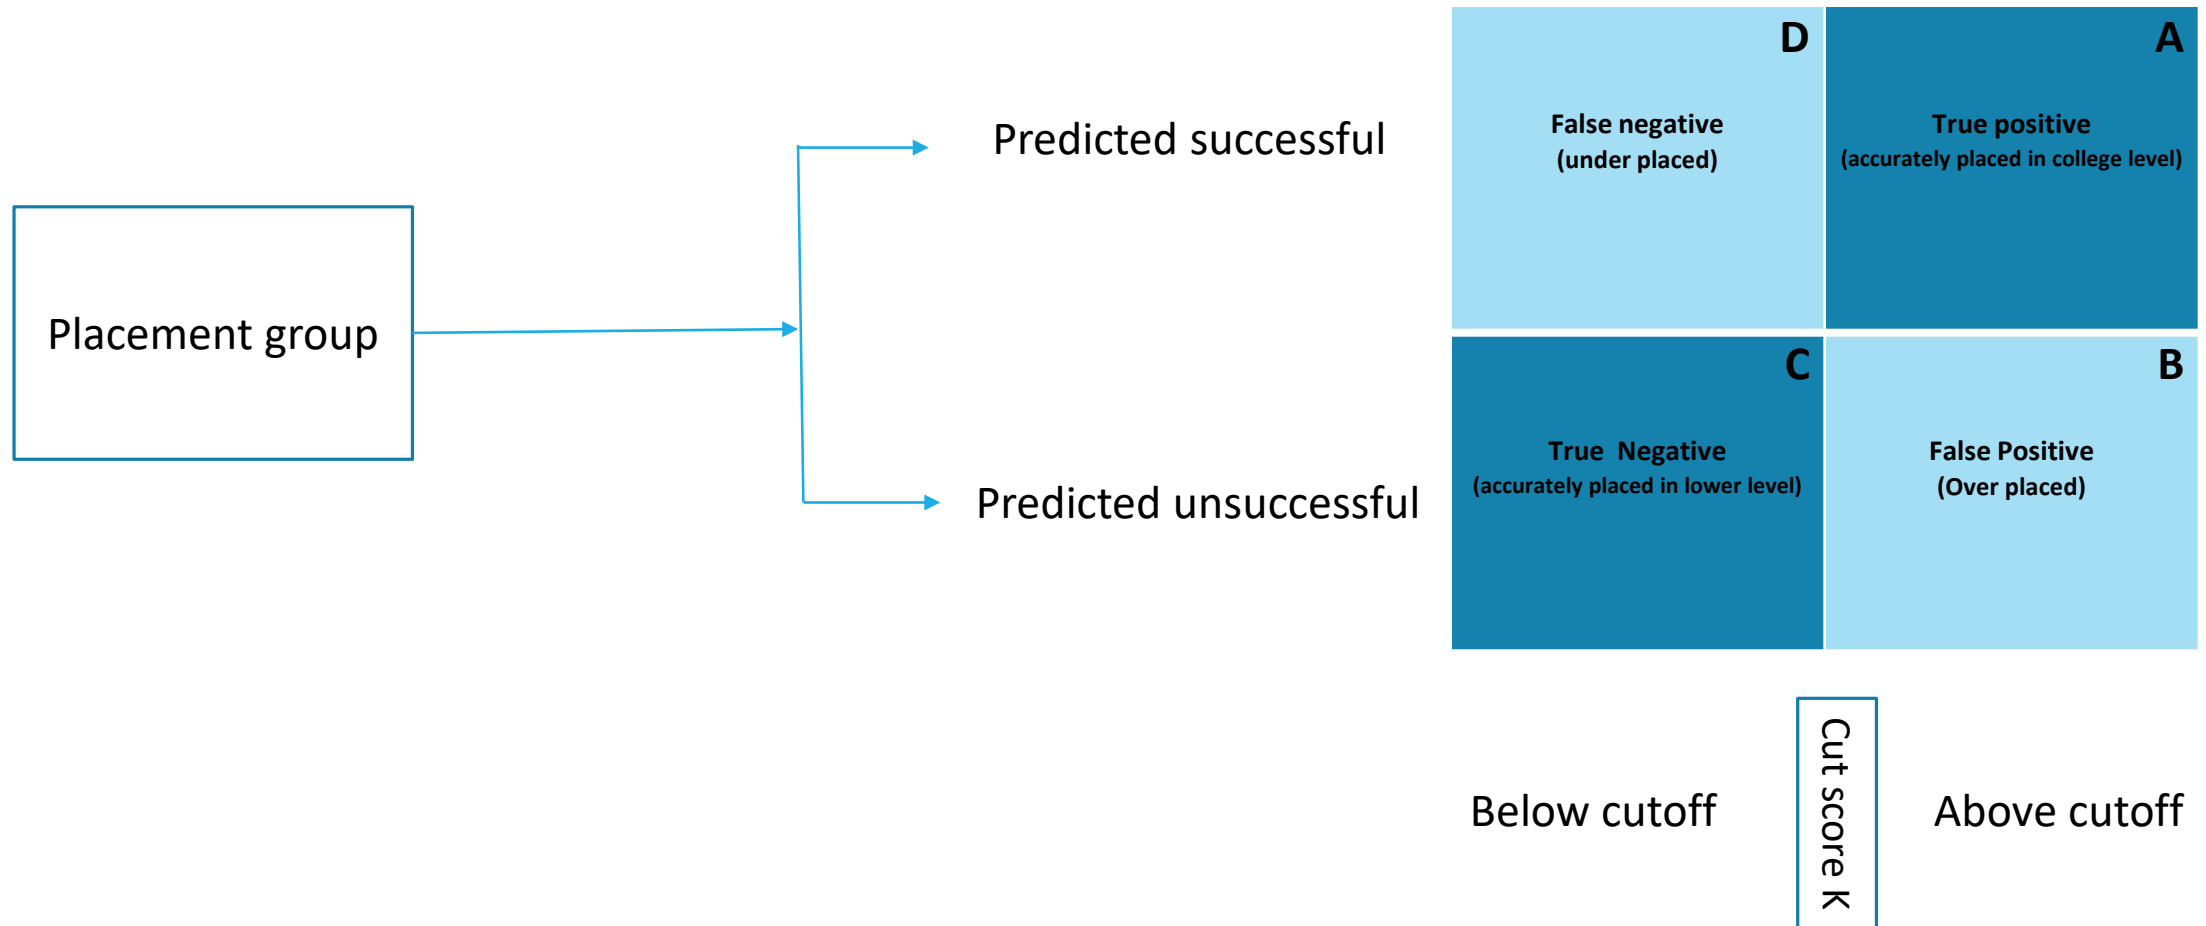 D
A
False negative
(under placed)
True positive
(accurately placed in college level)
Predicted successful
Placement group
C
B
True  Negative
(accurately placed in lower level)
False Positive
(Over placed)
Predicted unsuccessful
Below cutoff
Cut score K
Above cutoff